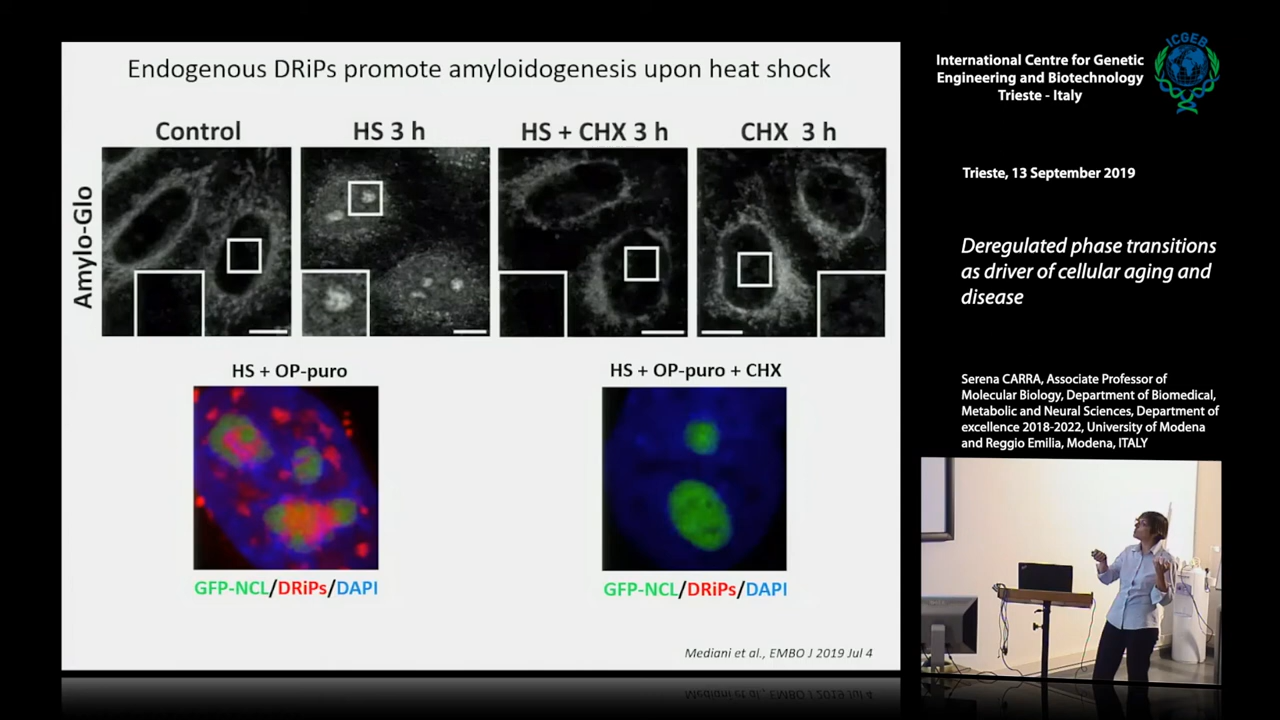 Endogenous DRiPs promote amyloidogenesis upon heat shock
Control
HS 3 h
HS + CHX 3 h
CHX 3 h
Amylo-Glo
HS + OP-puro
HS + OP-puro + CHX
GFP-NCL/DRiPs/DAPI
GFP-NCL/DRiPs/DAPI
Mediani et al., EMBO J 2019 Jul 4
International Centre for Genetic
Engineering and Biotechnology
Trieste - Italy
ICGEB
Trieste, 13 September 2019
Deregulated phase transitions
as driver of cellular aging and
disease
Serena CARRA, Associate Professor of
Molecular Biology, Department of Biomedical,
Metabolic and Neural Sciences, Department of
excellence 2018-2022, University of Modena
and Reggio Emilia, Modena, ITALY